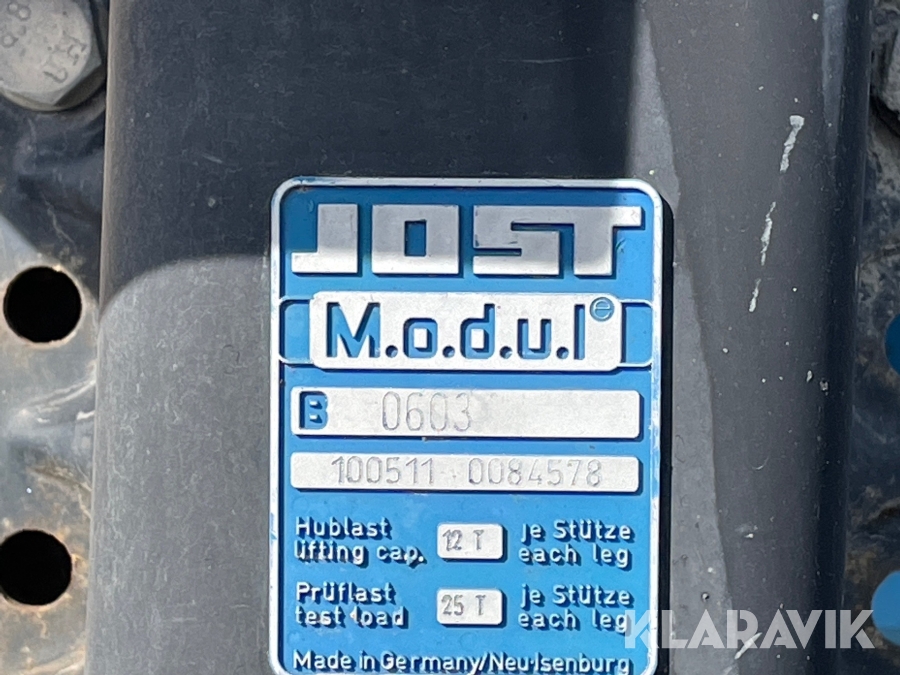 JOST
M.o.d.u.l e
B 0603
100511 0084578
Hublast 12 T je Stütze
lifting cap. each leg
Prüflast 25 T je Stütze
test load each leg
Made in Germany/Neu-Isenburg
KLARAVIK